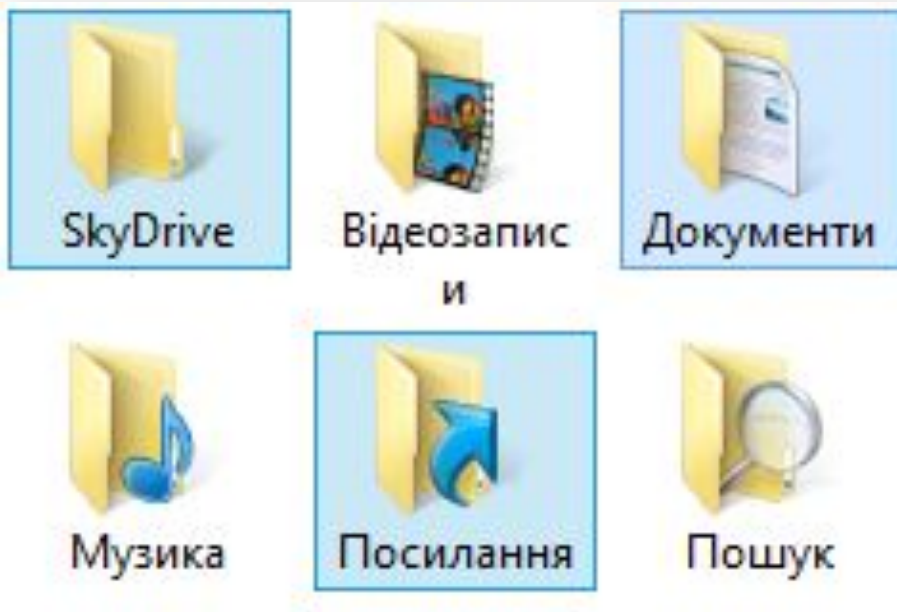 SkyDrive
Відеозапис
и
Документи
Музика
Посилання
Пошук